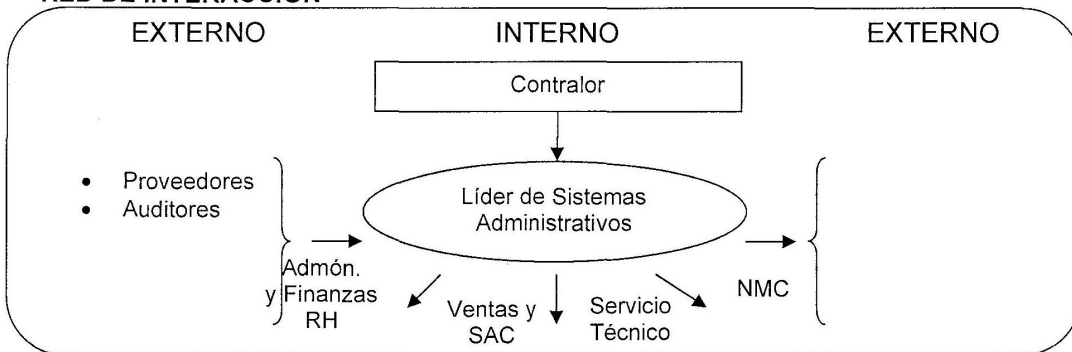 RED DE INTERACCIÓN
EXTERNO
INTERNO
EXTERNO
Contralor
• Proveedores
• Auditores
Líder de Sistemas
Administrativos
Admón.
y Finanzas
RH
Ventas y
SAC
Servicio
Técnico
NMC